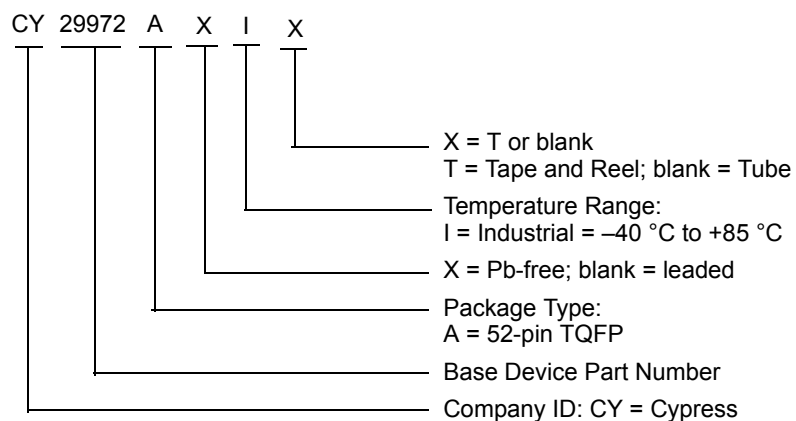 CY 29972 A X I X
X = T or blank
T = Tape and Reel; blank = Tube
Temperature Range:
I = Industrial = –40 °C to +85 °C
X = Pb-free; blank = leaded
Package Type:
A = 52-pin TQFP
Base Device Part Number
Company ID: CY = Cypress